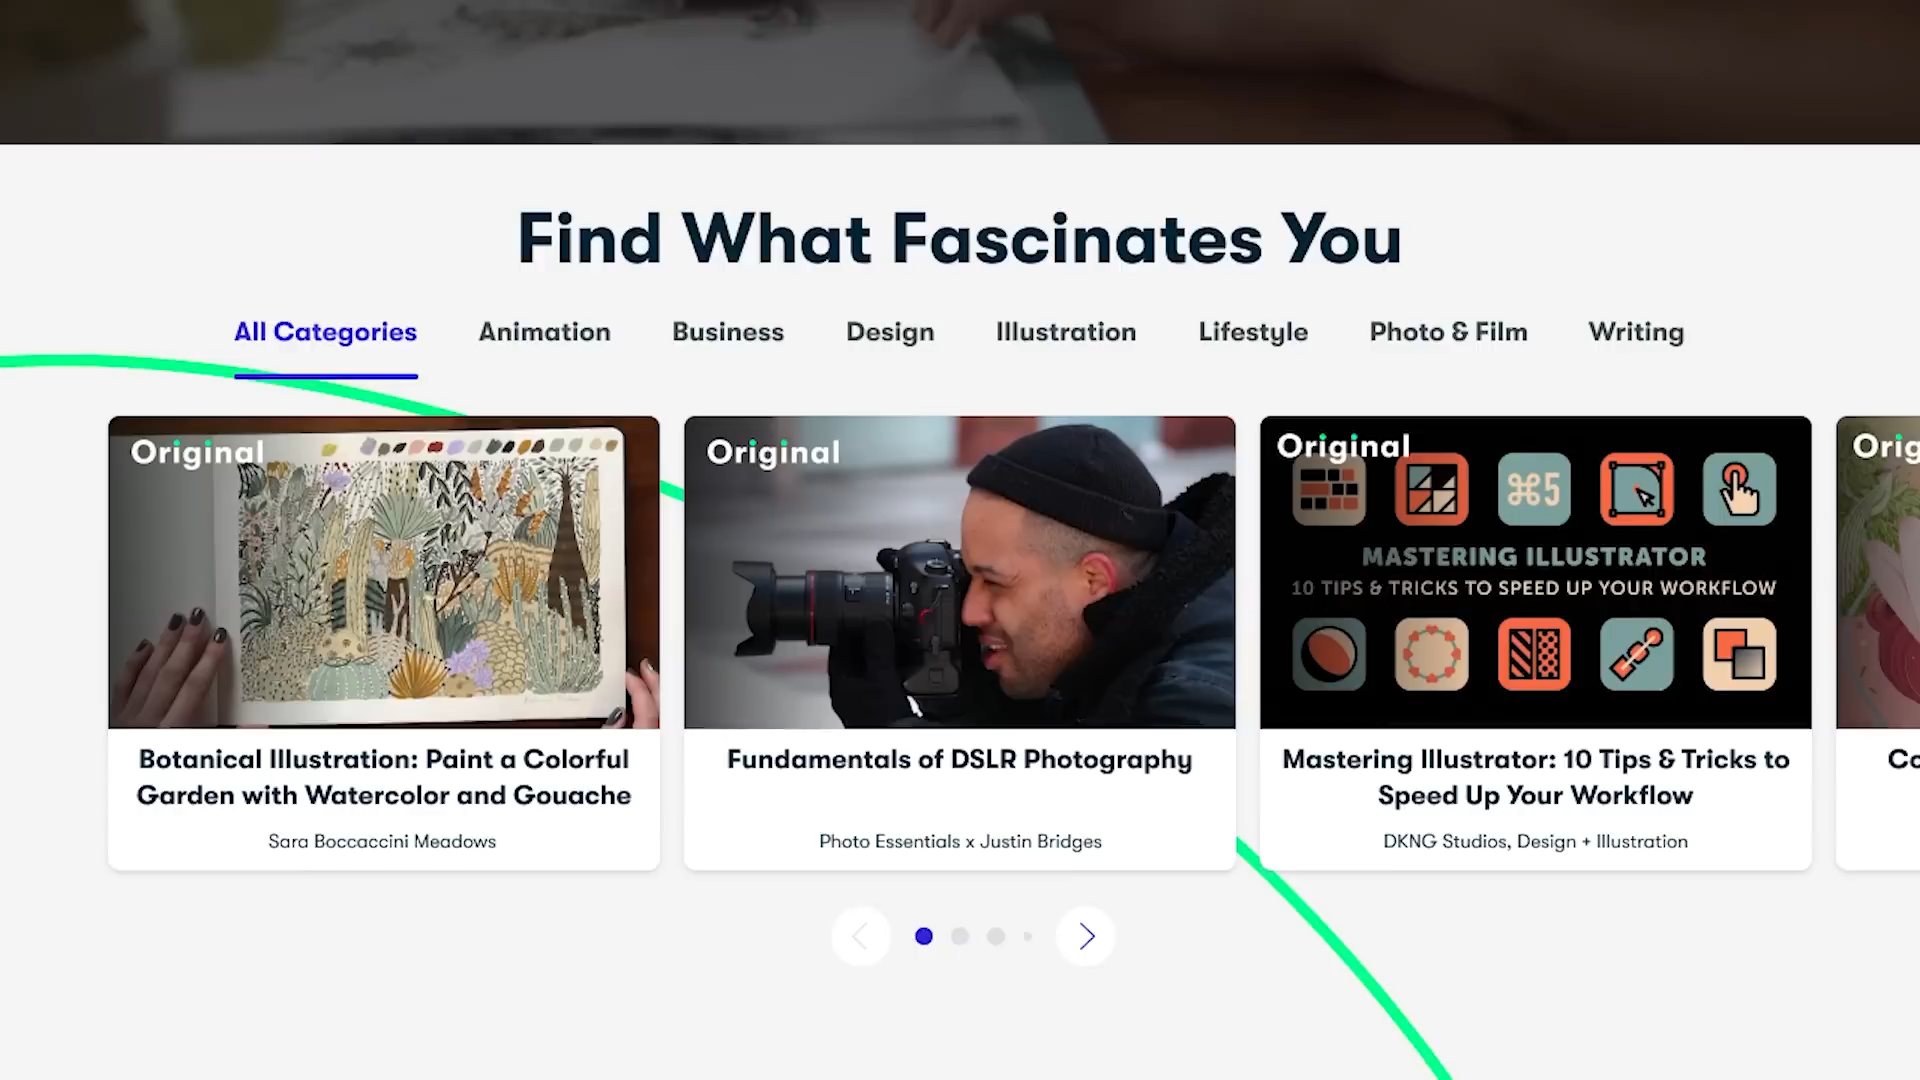 Find What Fascinates You
All Categories Animation Business Design Illustration Lifestyle Photo & Film Writing
Original
Botanical Illustration: Paint a Colorful
Garden with Watercolor and Gouache
Sara Boccaccini Meadows
Original
Fundamentals of DSLR Photography
Photo Essentials x Justin Bridges
Original
⌘5
MASTERING ILLUSTRATOR
10 TIPS & TRICKS TO SPEED UP YOUR WORKFLOW
Mastering Illustrator: 10 Tips & Tricks to
Speed Up Your Workflow
DKNG Studios, Design + Illustration
Orig
Co